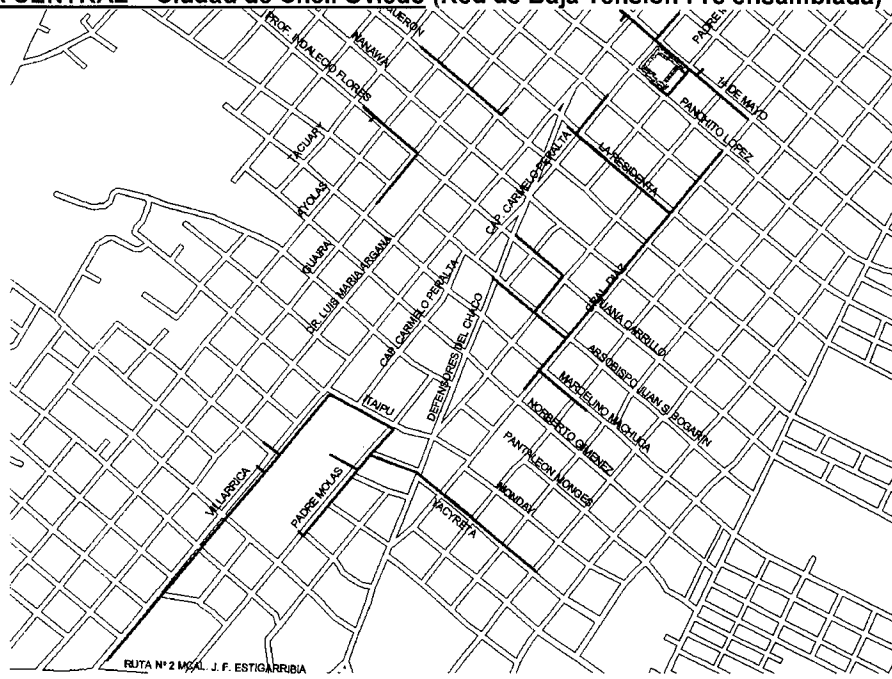 CENTRAL – Ciudad de Cnel. Oviedo (Red de Baja Tensión Pre ensamblada)
PADRE
PROF. INDALECIO FLORES
NANAWA
14 DE MAYO
PANCHITO LOPEZ
TACUARY
LA RESIDENTA
CAP. CARMELO PERALTA
AYOLAS
GUAIRA
DR. LUIS MARIA ARGAÑA
CAP. CARMELO PERALTA
GRAL. DIAZ
JUANA CARRILLO
DEFENSORES DEL CHACO
ARSOBISPO JUAN S. BOGARIN
MARCELINO MACHUCA
ITAIPU
NORBERTO GIMENEZ
PANTALEON MONGES
VILLARRICA
PADRE MOLAS
MONDAY
YACYRETA
RUTA Nº 2 MCAL. J. F. ESTIGARRIBIA